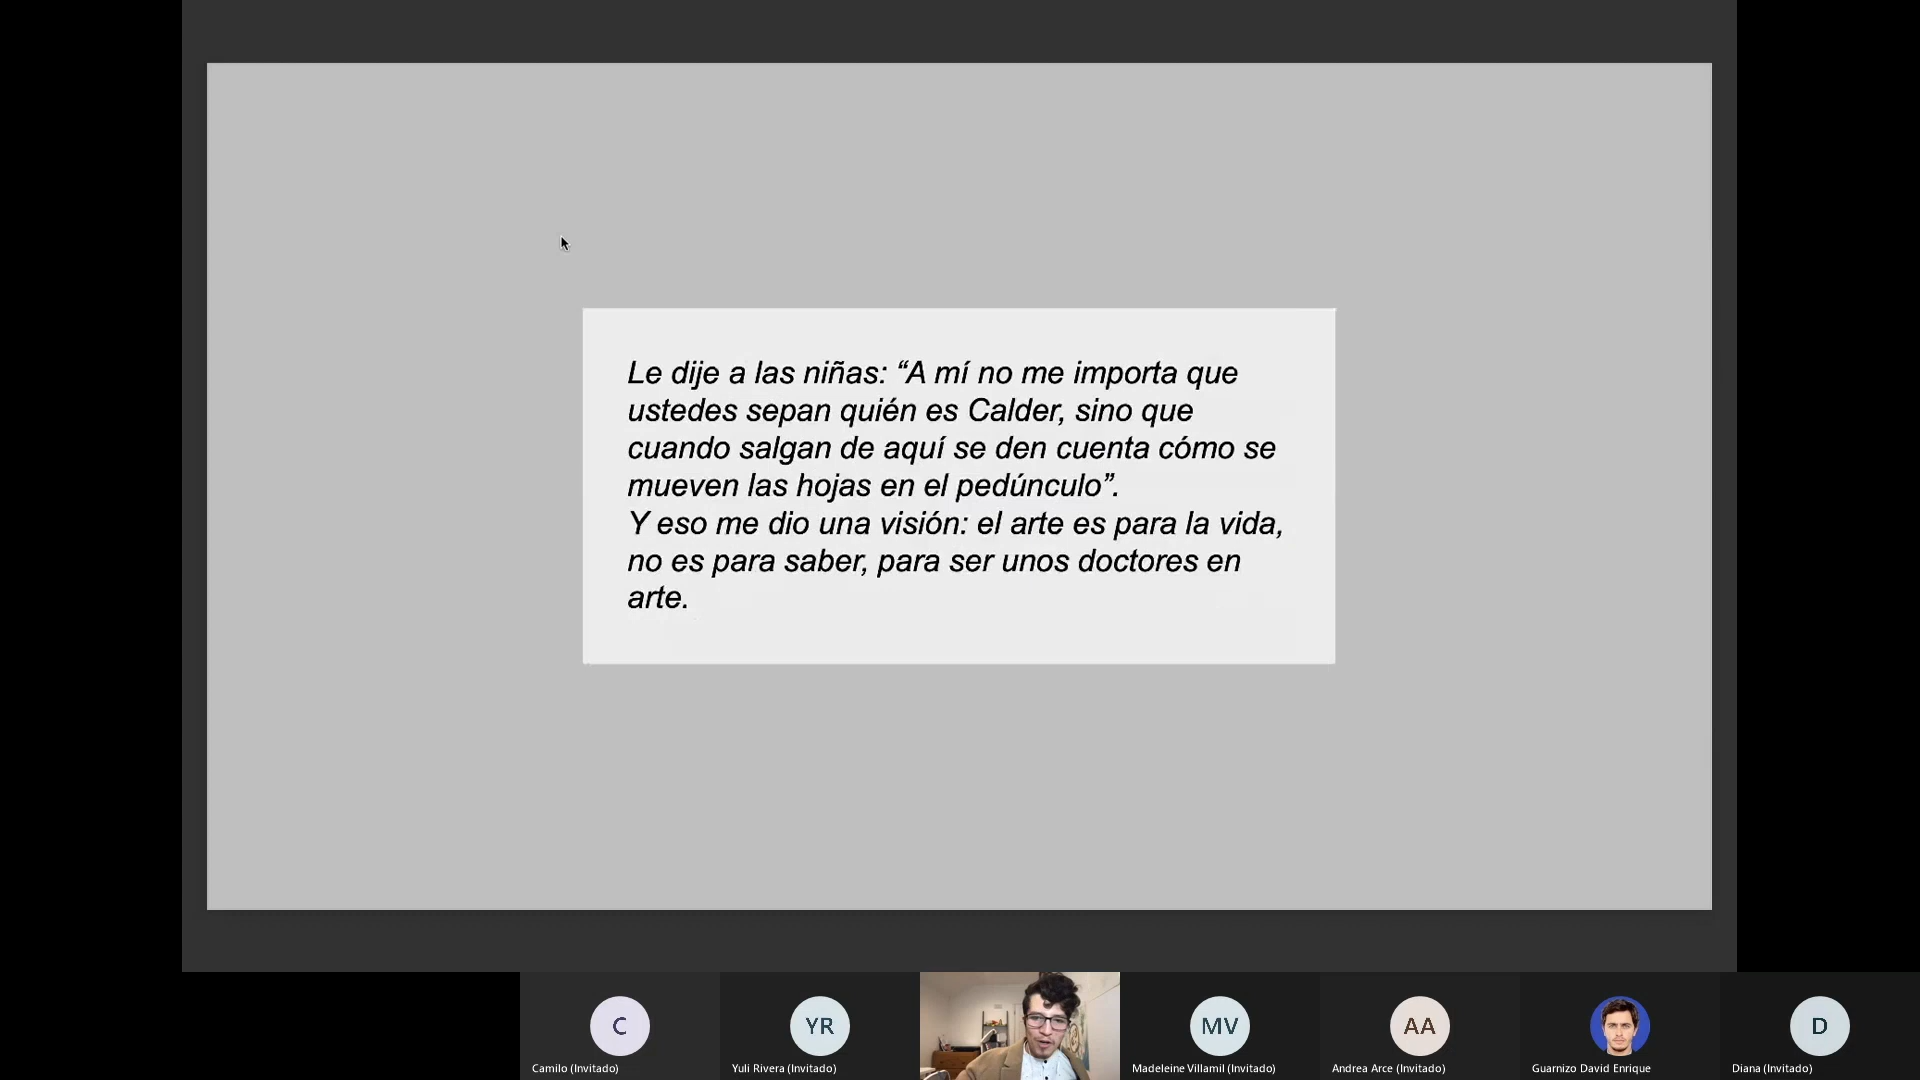 Le dije a las niñas: “A mí no me importa que
ustedes sepan quién es Calder, sino que
cuando salgan de aquí se den cuenta cómo se
mueven las hojas en el pedúnculo”.
Y eso me dio una visión: el arte es para la vida,
no es para saber, para ser unos doctores en
arte.
C
YR
MV
AA
D
Camilo (Invitado)
Yuli Rivera (Invitado)
Madeleine Villamil (Invitado)
Andrea Arce (Invitado)
Guarnizo David Enrique
Diana (Invitado)